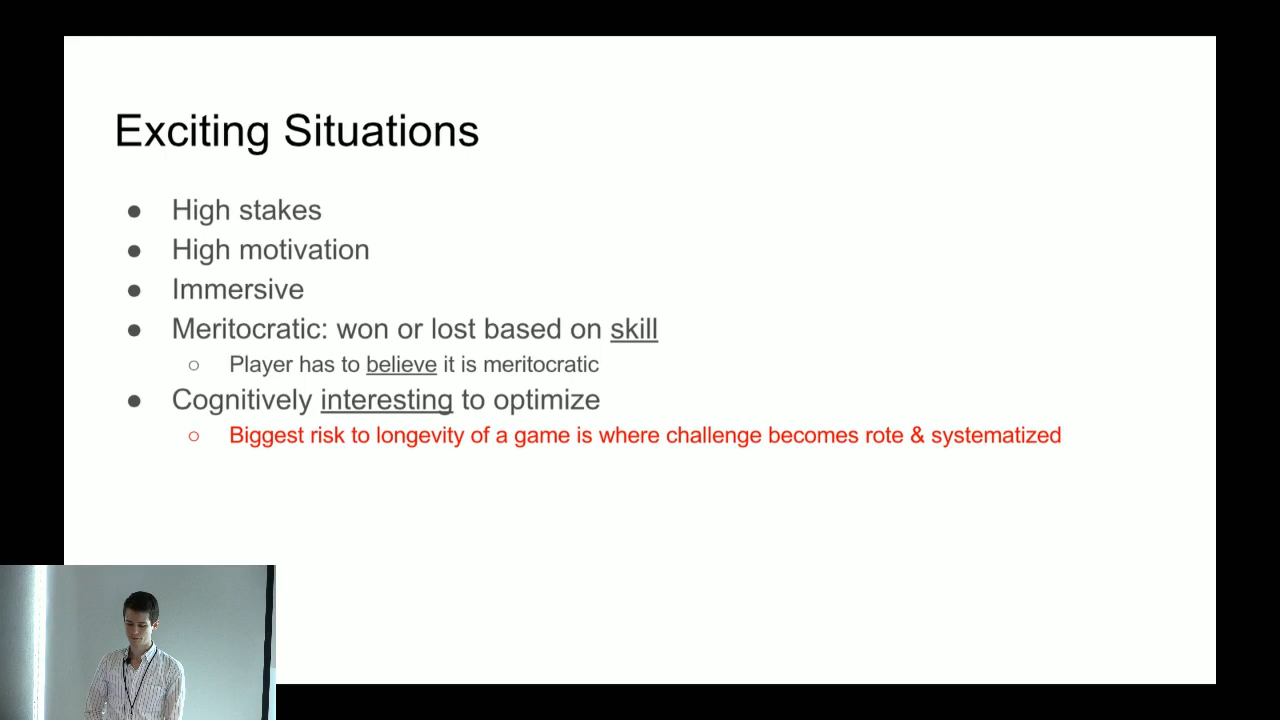 Exciting Situations
● High stakes
● High motivation
● Immersive
● Meritocratic: won or lost based on skill
○ Player has to believe it is meritocratic
● Cognitively interesting to optimize
○ Biggest risk to longevity of a game is where challenge becomes rote & systematized